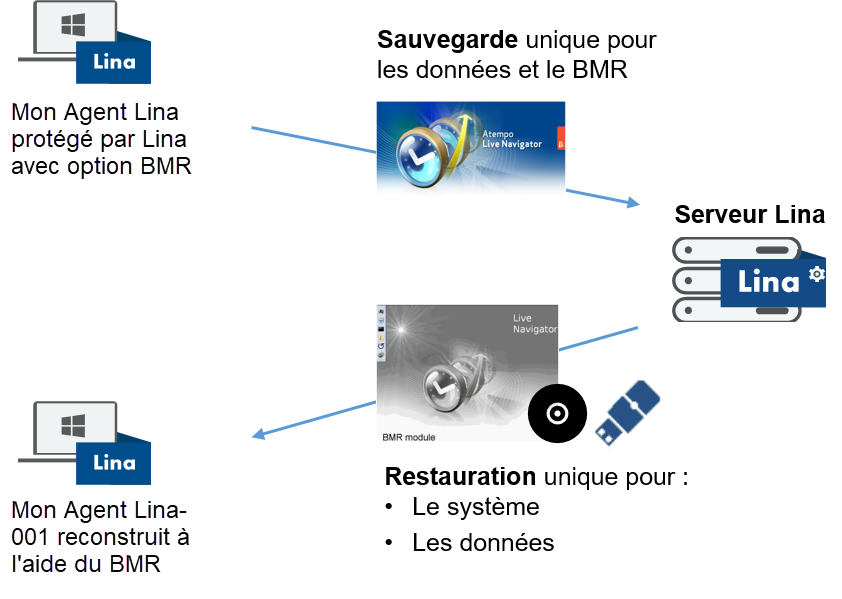 Lina
Mon Agent Lina
protégé par Lina
avec option BMR
Sauvegarde unique pour
les données et le BMR
Atempo
Live Navigator
Serveur Lina
Lina
Live
Navigator
BMR module
Restauration unique pour :
• Le système
• Les données
Lina
Mon Agent Lina-
001 reconstruit à
l'aide du BMR